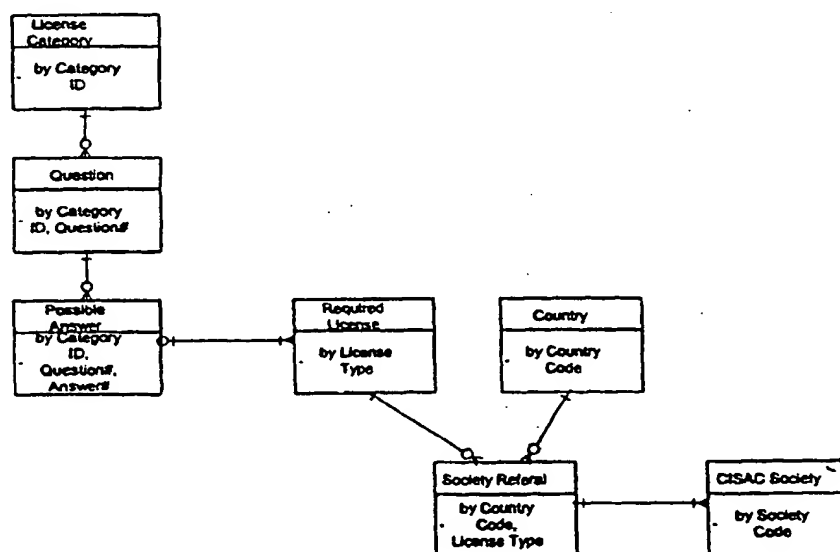 License
Category
by Category
ID
Question
by Category
ID, Question#
Possible
Answer
by Category
ID,
Question#,
Answer#
Required
License
by License
Type
Country
by Country
Code
Society Referal
by Country
Code,
License Type
CISAC Society
by Society
Code